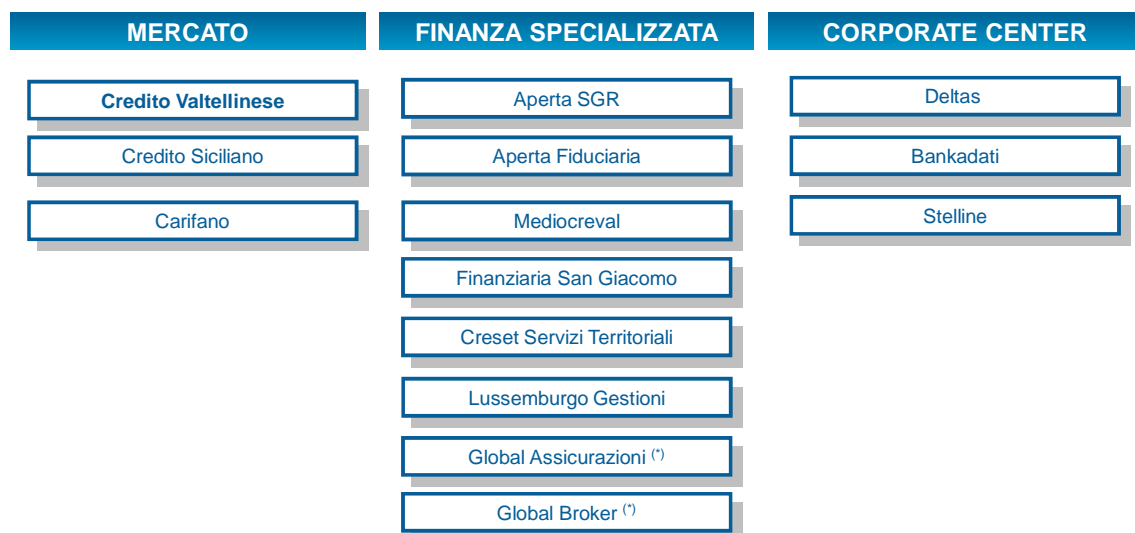 MERCATO
Credito Valtellinese
Credito Siciliano
Carifano
FINANZA SPECIALIZZATA
Aperta SGR
Aperta Fiduciaria
Mediocreval
Finanziaria San Giacomo
Creset Servizi Territoriali
Lussemburgo Gestioni
Global Assicurazioni (*)
Global Broker (*)
CORPORATE CENTER
Deltas
Bankadati
Stelline